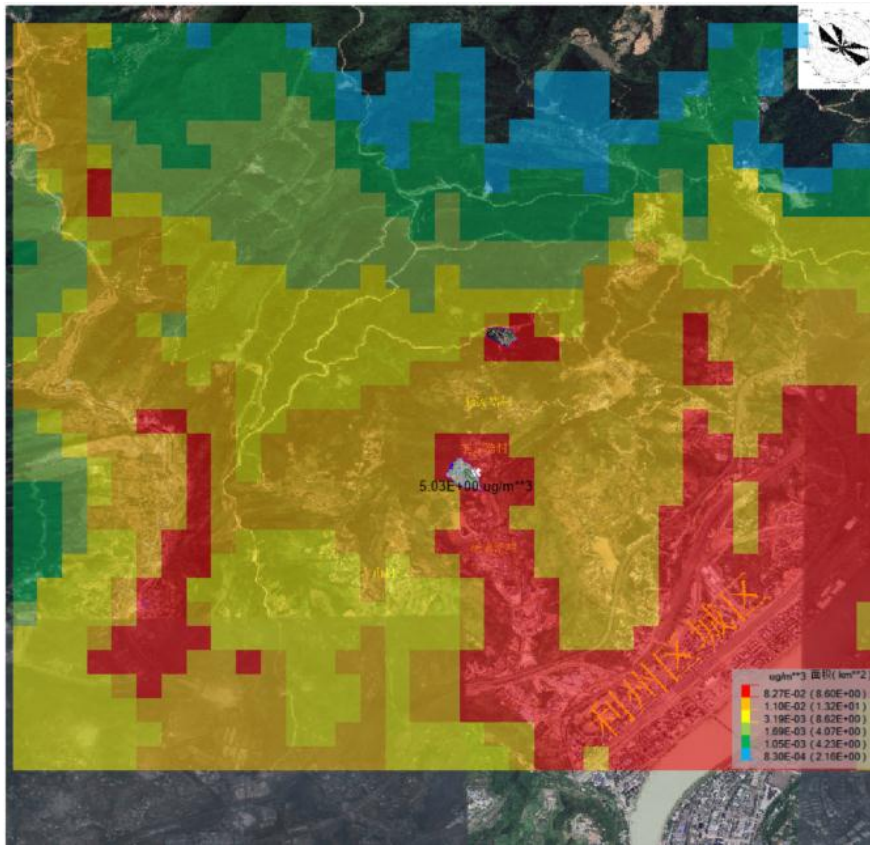 5.03E+00 ug/m**3
利州区城区
ug/m**3 面积( km**2)
8.27E-02 ( 8.60E+00 )
1.10E-02 ( 1.32E+01 )
3.19E-03 ( 8.62E+00 )
1.69E-03 ( 4.07E+00 )
1.05E-03 ( 4.23E+00 )
8.30E-04 ( 2.16E+00 )